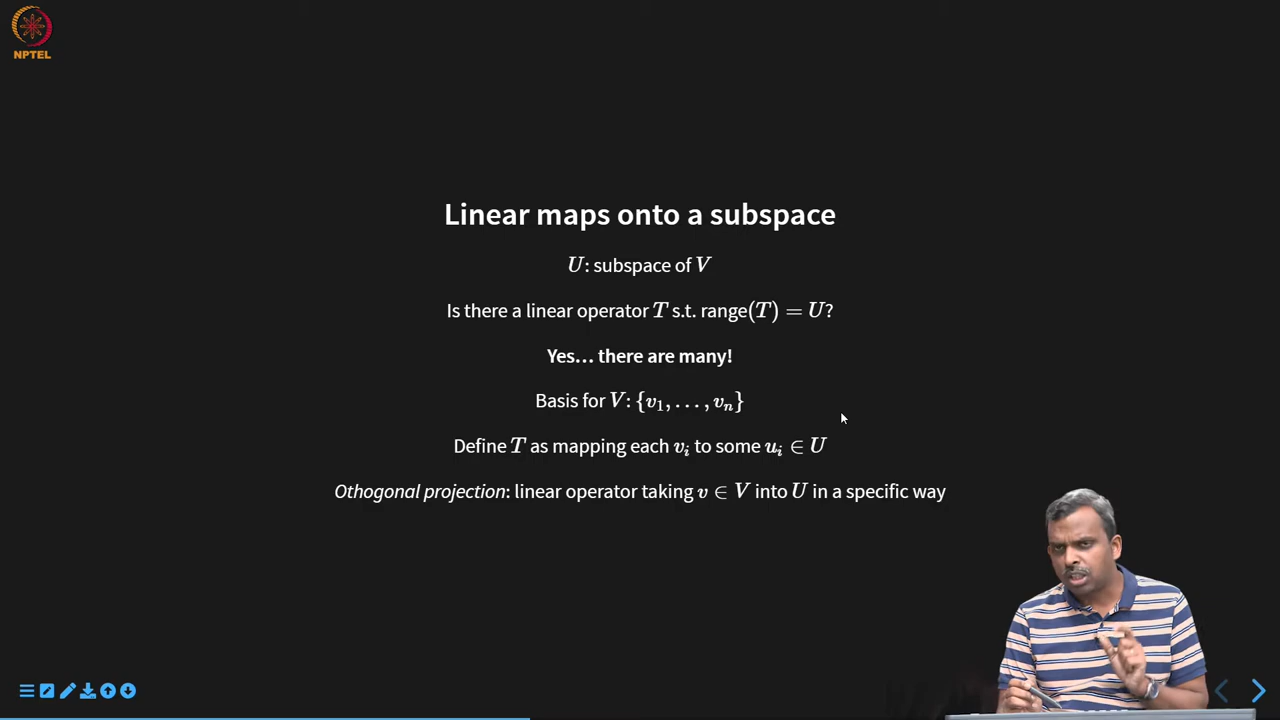 NPTEL
Linear maps onto a subspace
U: subspace of V
Is there a linear operator T s.t. range(T) = U?
Yes... there are many!
Basis for V: {v₁, . . . , vₙ}
Define T as mapping each vᵢ to some uᵢ ∈ U
Othogonal projection: linear operator taking v ∈ V into U in a specific way